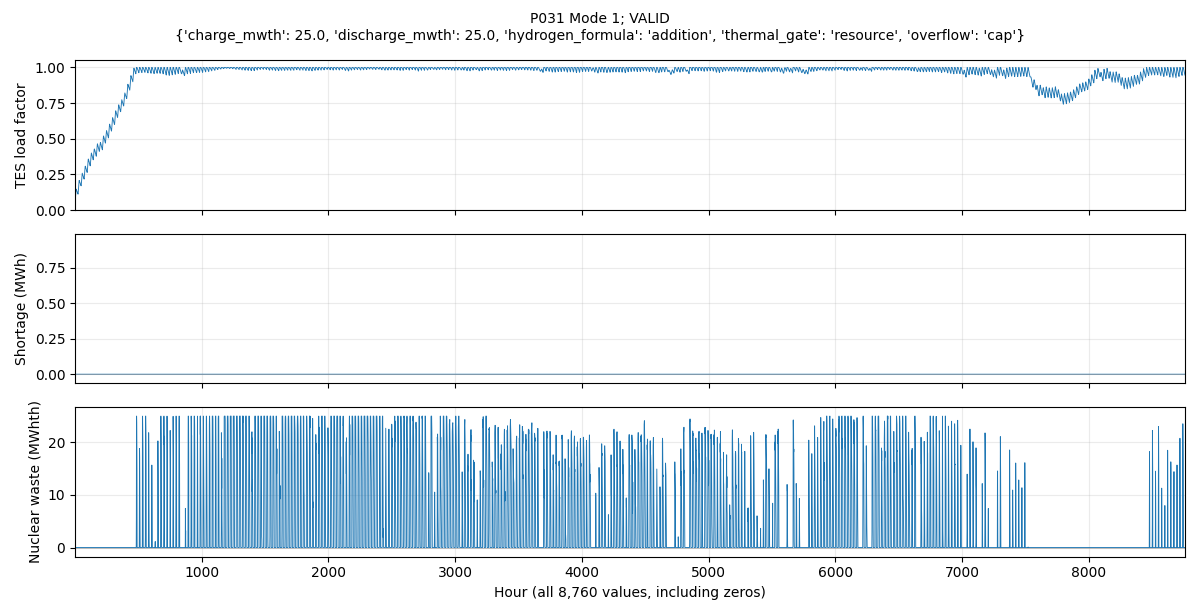 P031 Mode 1; VALID
{'charge_mwth': 25.0, 'discharge_mwth': 25.0, 'hydrogen_formula': 'addition', 'thermal_gate': 'resource', 'overflow': 'cap'}
TES load factor
1.00
0.75
0.50
0.25
0.00
Shortage (MWh)
0.75
0.50
0.25
0.00
Nuclear waste (MWhth)
20
10
0
1000 2000 3000 4000 5000 6000 7000 8000
Hour (all 8,760 values, including zeros)